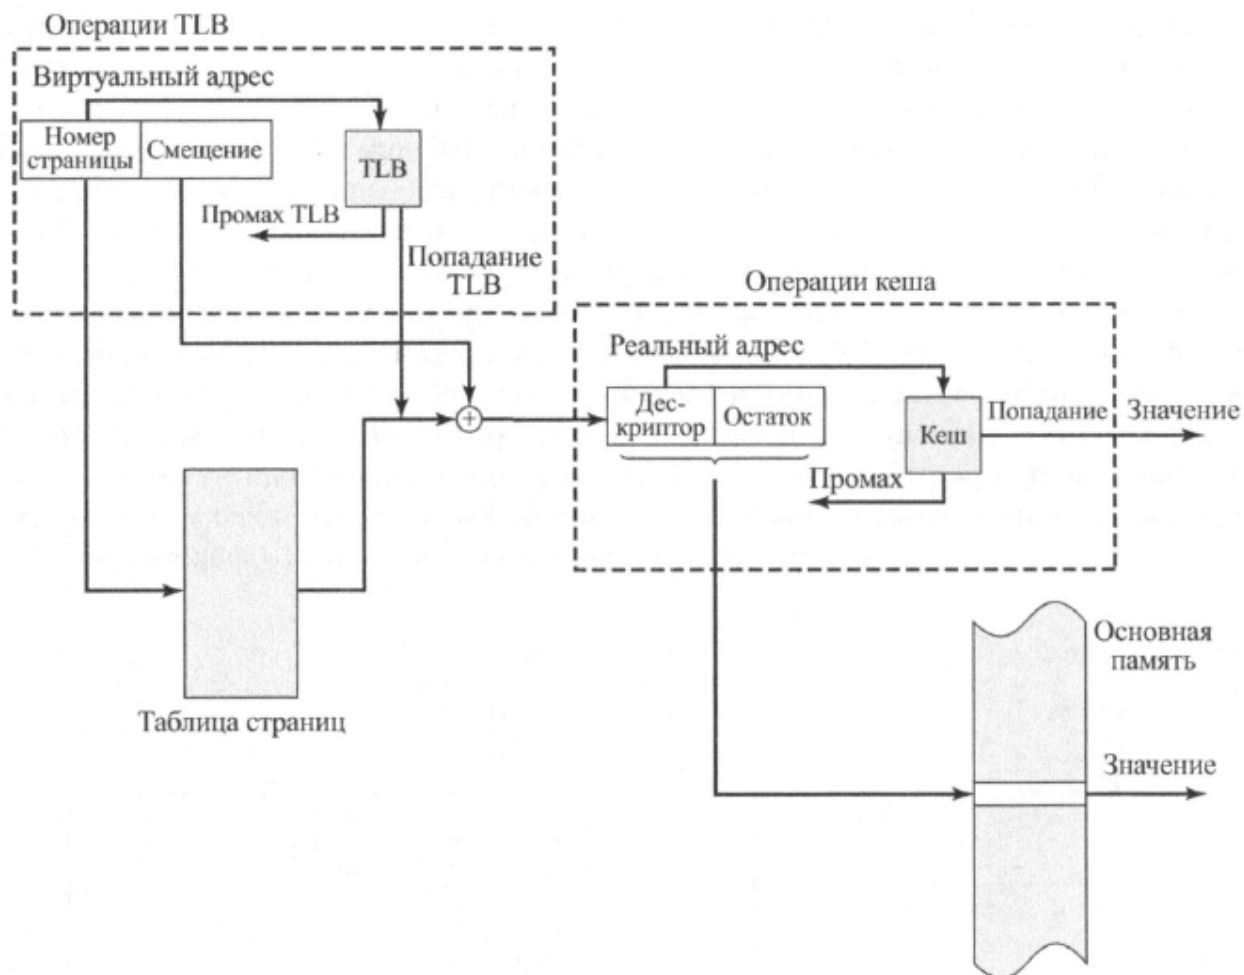 Операции TLB
Виртуальный адрес
Номер
страницы
Смещение
TLB
Промах TLB
Попадание
TLB
Операции кеша
Реальный адрес
Дес-
криптор
Остаток
Кеш
Попадание
Значение
Промах
Таблица страниц
Основная
память
Значение